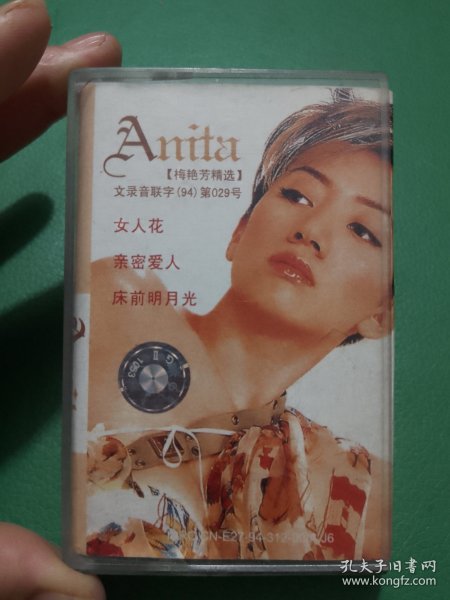 Anita
【梅艳芳精选】
文录音联字(94)第029号
女人花
亲密爱人
床前明月光
孔夫子旧书网
www.kongfz.com